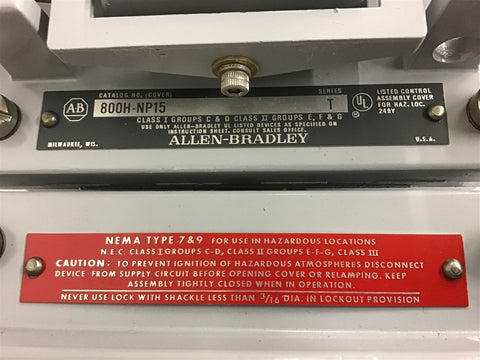 CATALOG NO. (COVER) SERIES
AB 800H-NP15 T UL LISTED CONTROL
ASSEMBLY COVER
FOR HAZ. LOC.
249Y
CLASS I GROUPS C & D CLASS II GROUPS E, F & G
USE ONLY ALLEN-BRADLEY UL LISTED DEVICES AS SPECIFIED ON
INSTRUCTION SHEET. CONSULT SALES OFFICE.
MILWAUKEE, WIS. ALLEN-BRADLEY U.S.A.
NEMA TYPE 7&9 FOR USE IN HAZARDOUS LOCATIONS
N.E.C. CLASS I GROUPS C-D, CLASS II GROUPS E-F-G, CLASS III
CAUTION: TO PREVENT IGNITION OF HAZARDOUS ATMOSPHERES DISCONNECT
DEVICE FROM SUPPLY CIRCUIT BEFORE OPENING COVER OR RELAMPING. KEEP
ASSEMBLY TIGHTLY CLOSED WHEN IN OPERATION.
NEVER USE LOCK WITH SHACKLE LESS THAN 3/16 DIA. IN LOCKOUT PROVISION